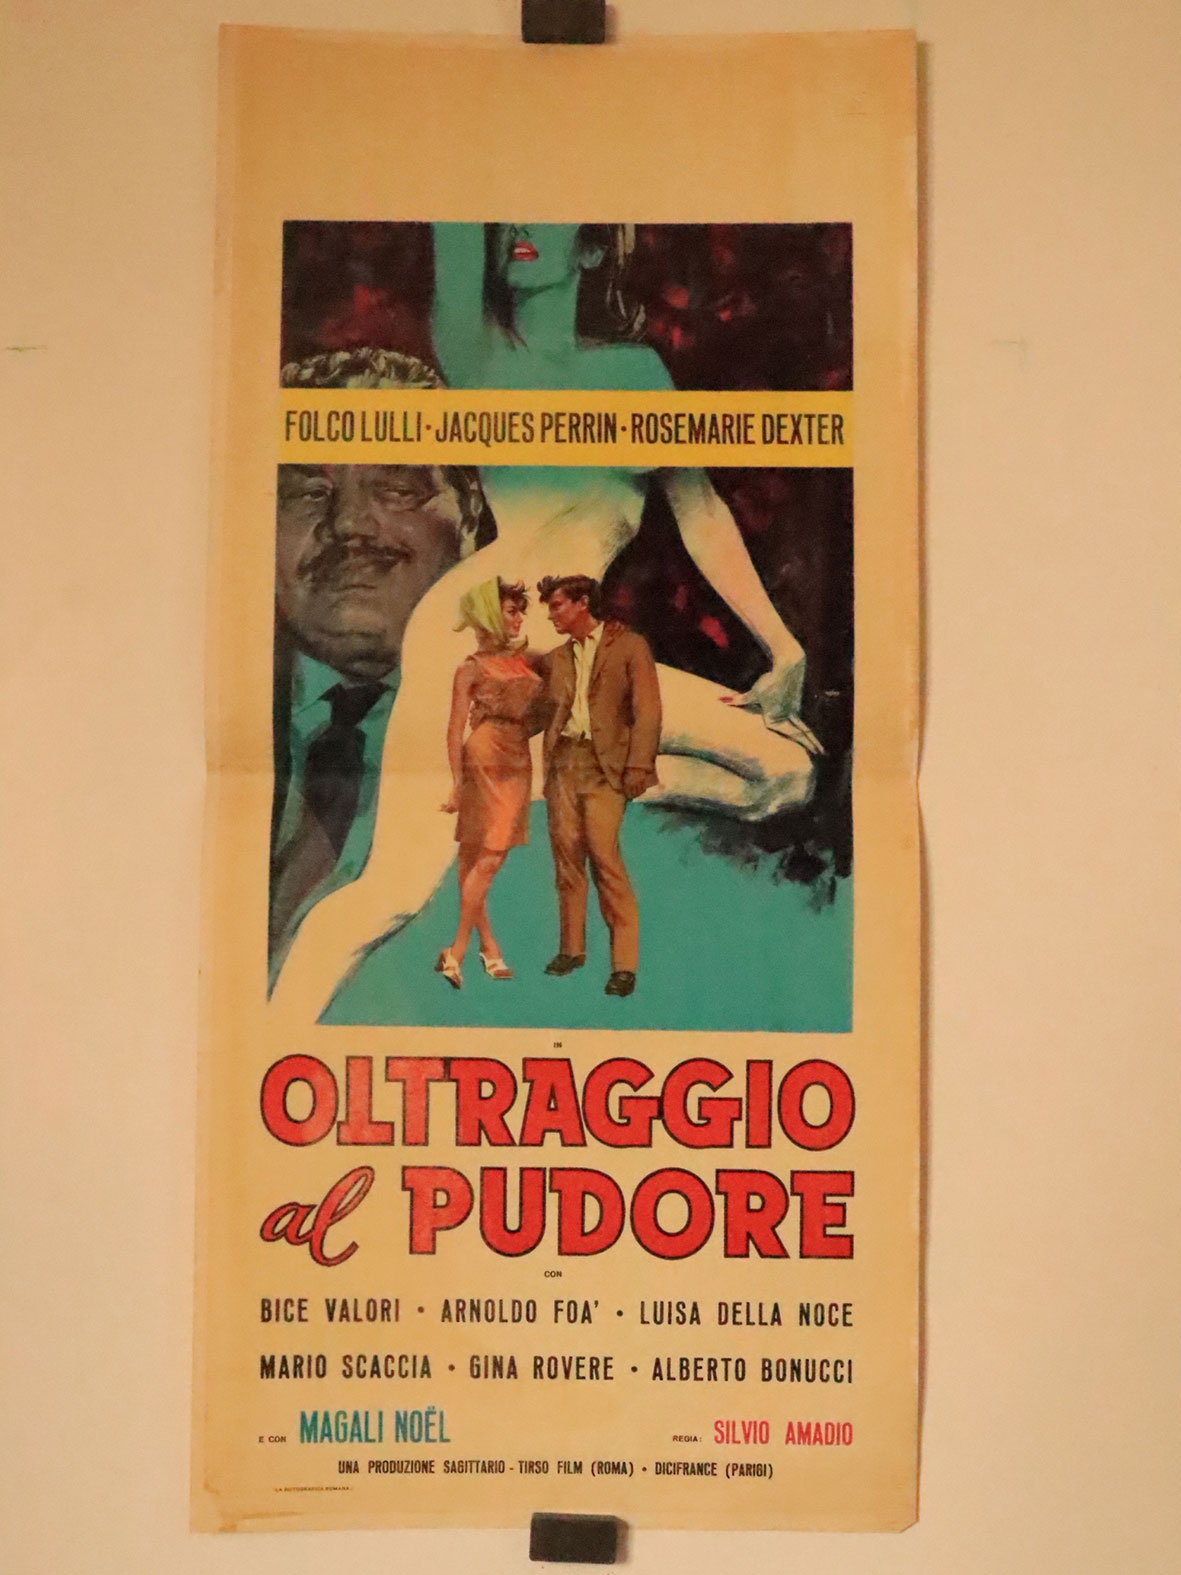 FOLCO LULLI · JACQUES PERRIN · ROSEMARIE DEXTER
IN
OLTRAGGIO
al PUDORE
CON
BICE VALORI · ARNOLDO FOA' · LUISA DELLA NOCE
MARIO SCACCIA · GINA ROVERE · ALBERTO BONUCCI
E CON MAGALI NOËL REGIA: SILVIO AMADIO
UNA PRODUZIONE SAGITTARIO - TIRSO FILM (ROMA) · DICIFRANCE (PARIGI)